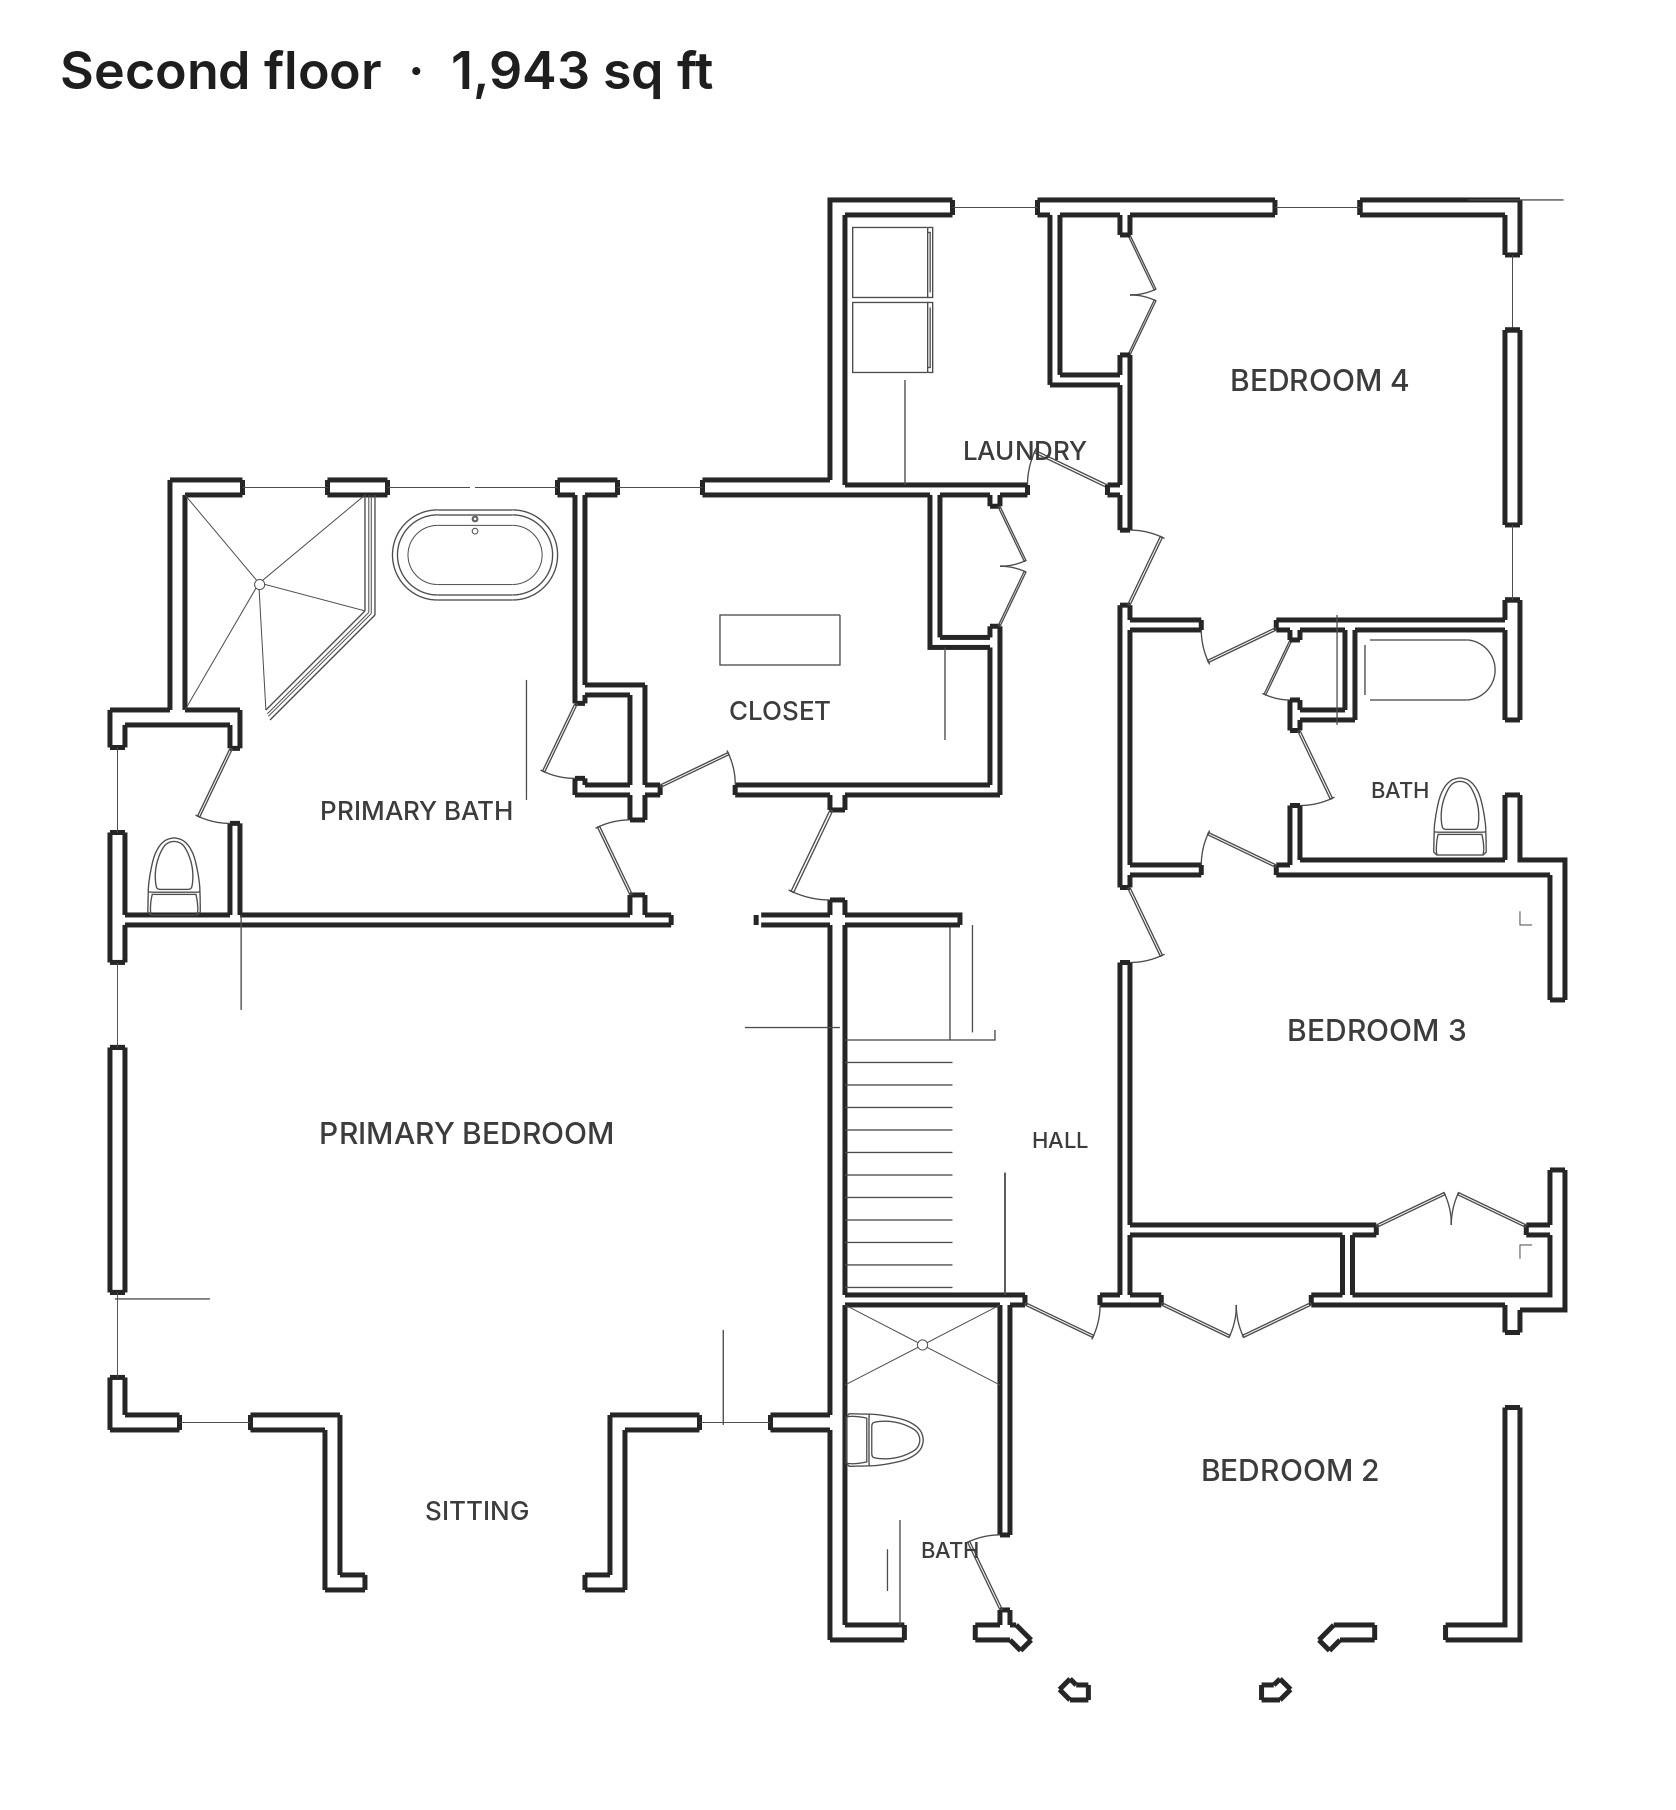 Second floor · 1,943 sq ft
BEDROOM 4
LAUNDRY
CLOSET
BATH
PRIMARY BATH
BEDROOM 3
PRIMARY BEDROOM
HALL
BEDROOM 2
SITTING
BATH